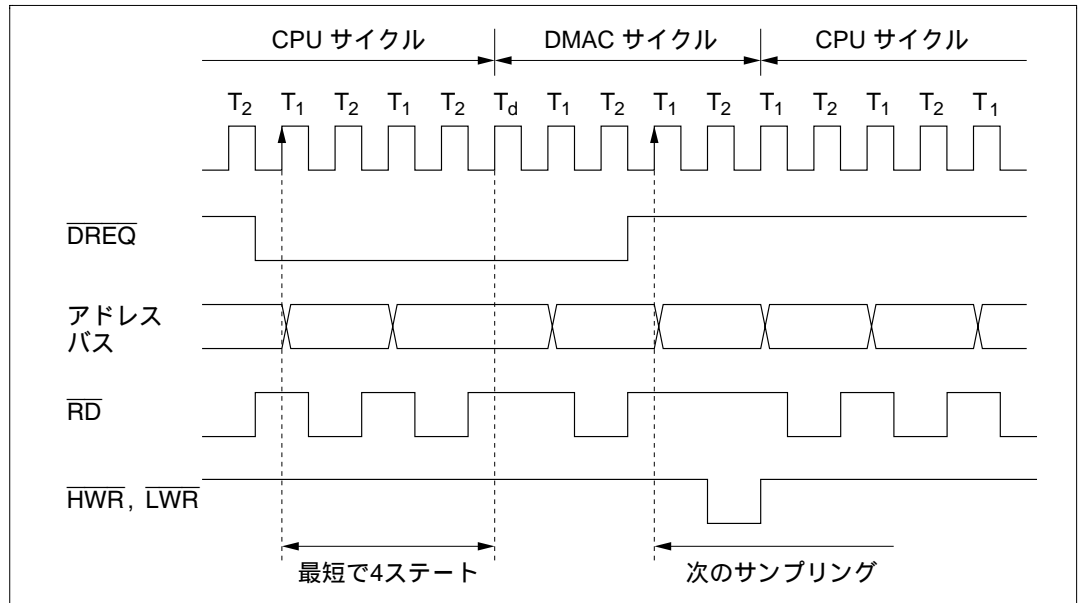 CPU サイクル DMAC サイクル CPU サイクル
T2 T1 T2 T1 T2 Td T1 T2 T1 T2 T1 T2 T1 T2 T1
DREQ
アドレス
バス
RD
HWR, LWR
最短で4ステート 次のサンプリング